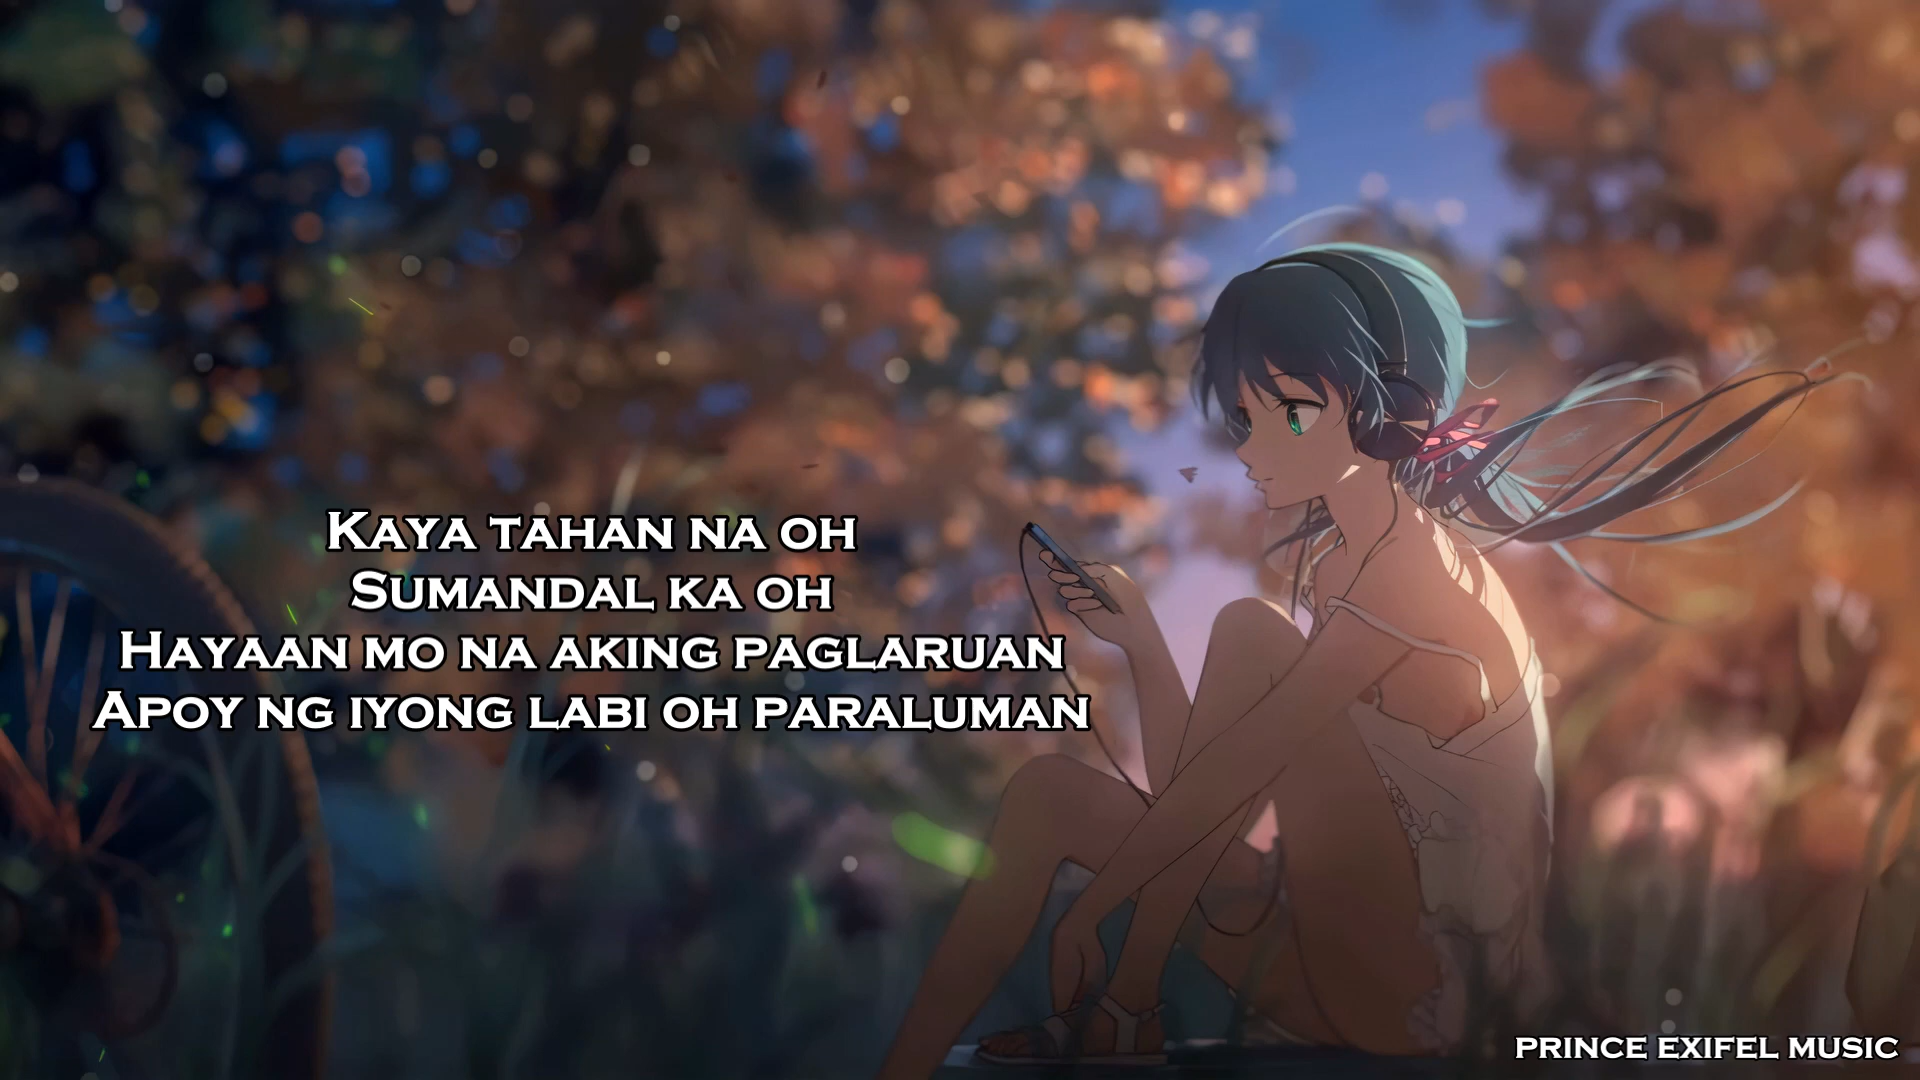 Kaya tahan na oh
Sumandal ka oh
Hayaan mo na aking paglaruan
Apoy ng iyong labi oh paraluman
PRINCE EXIFEL MUSIC